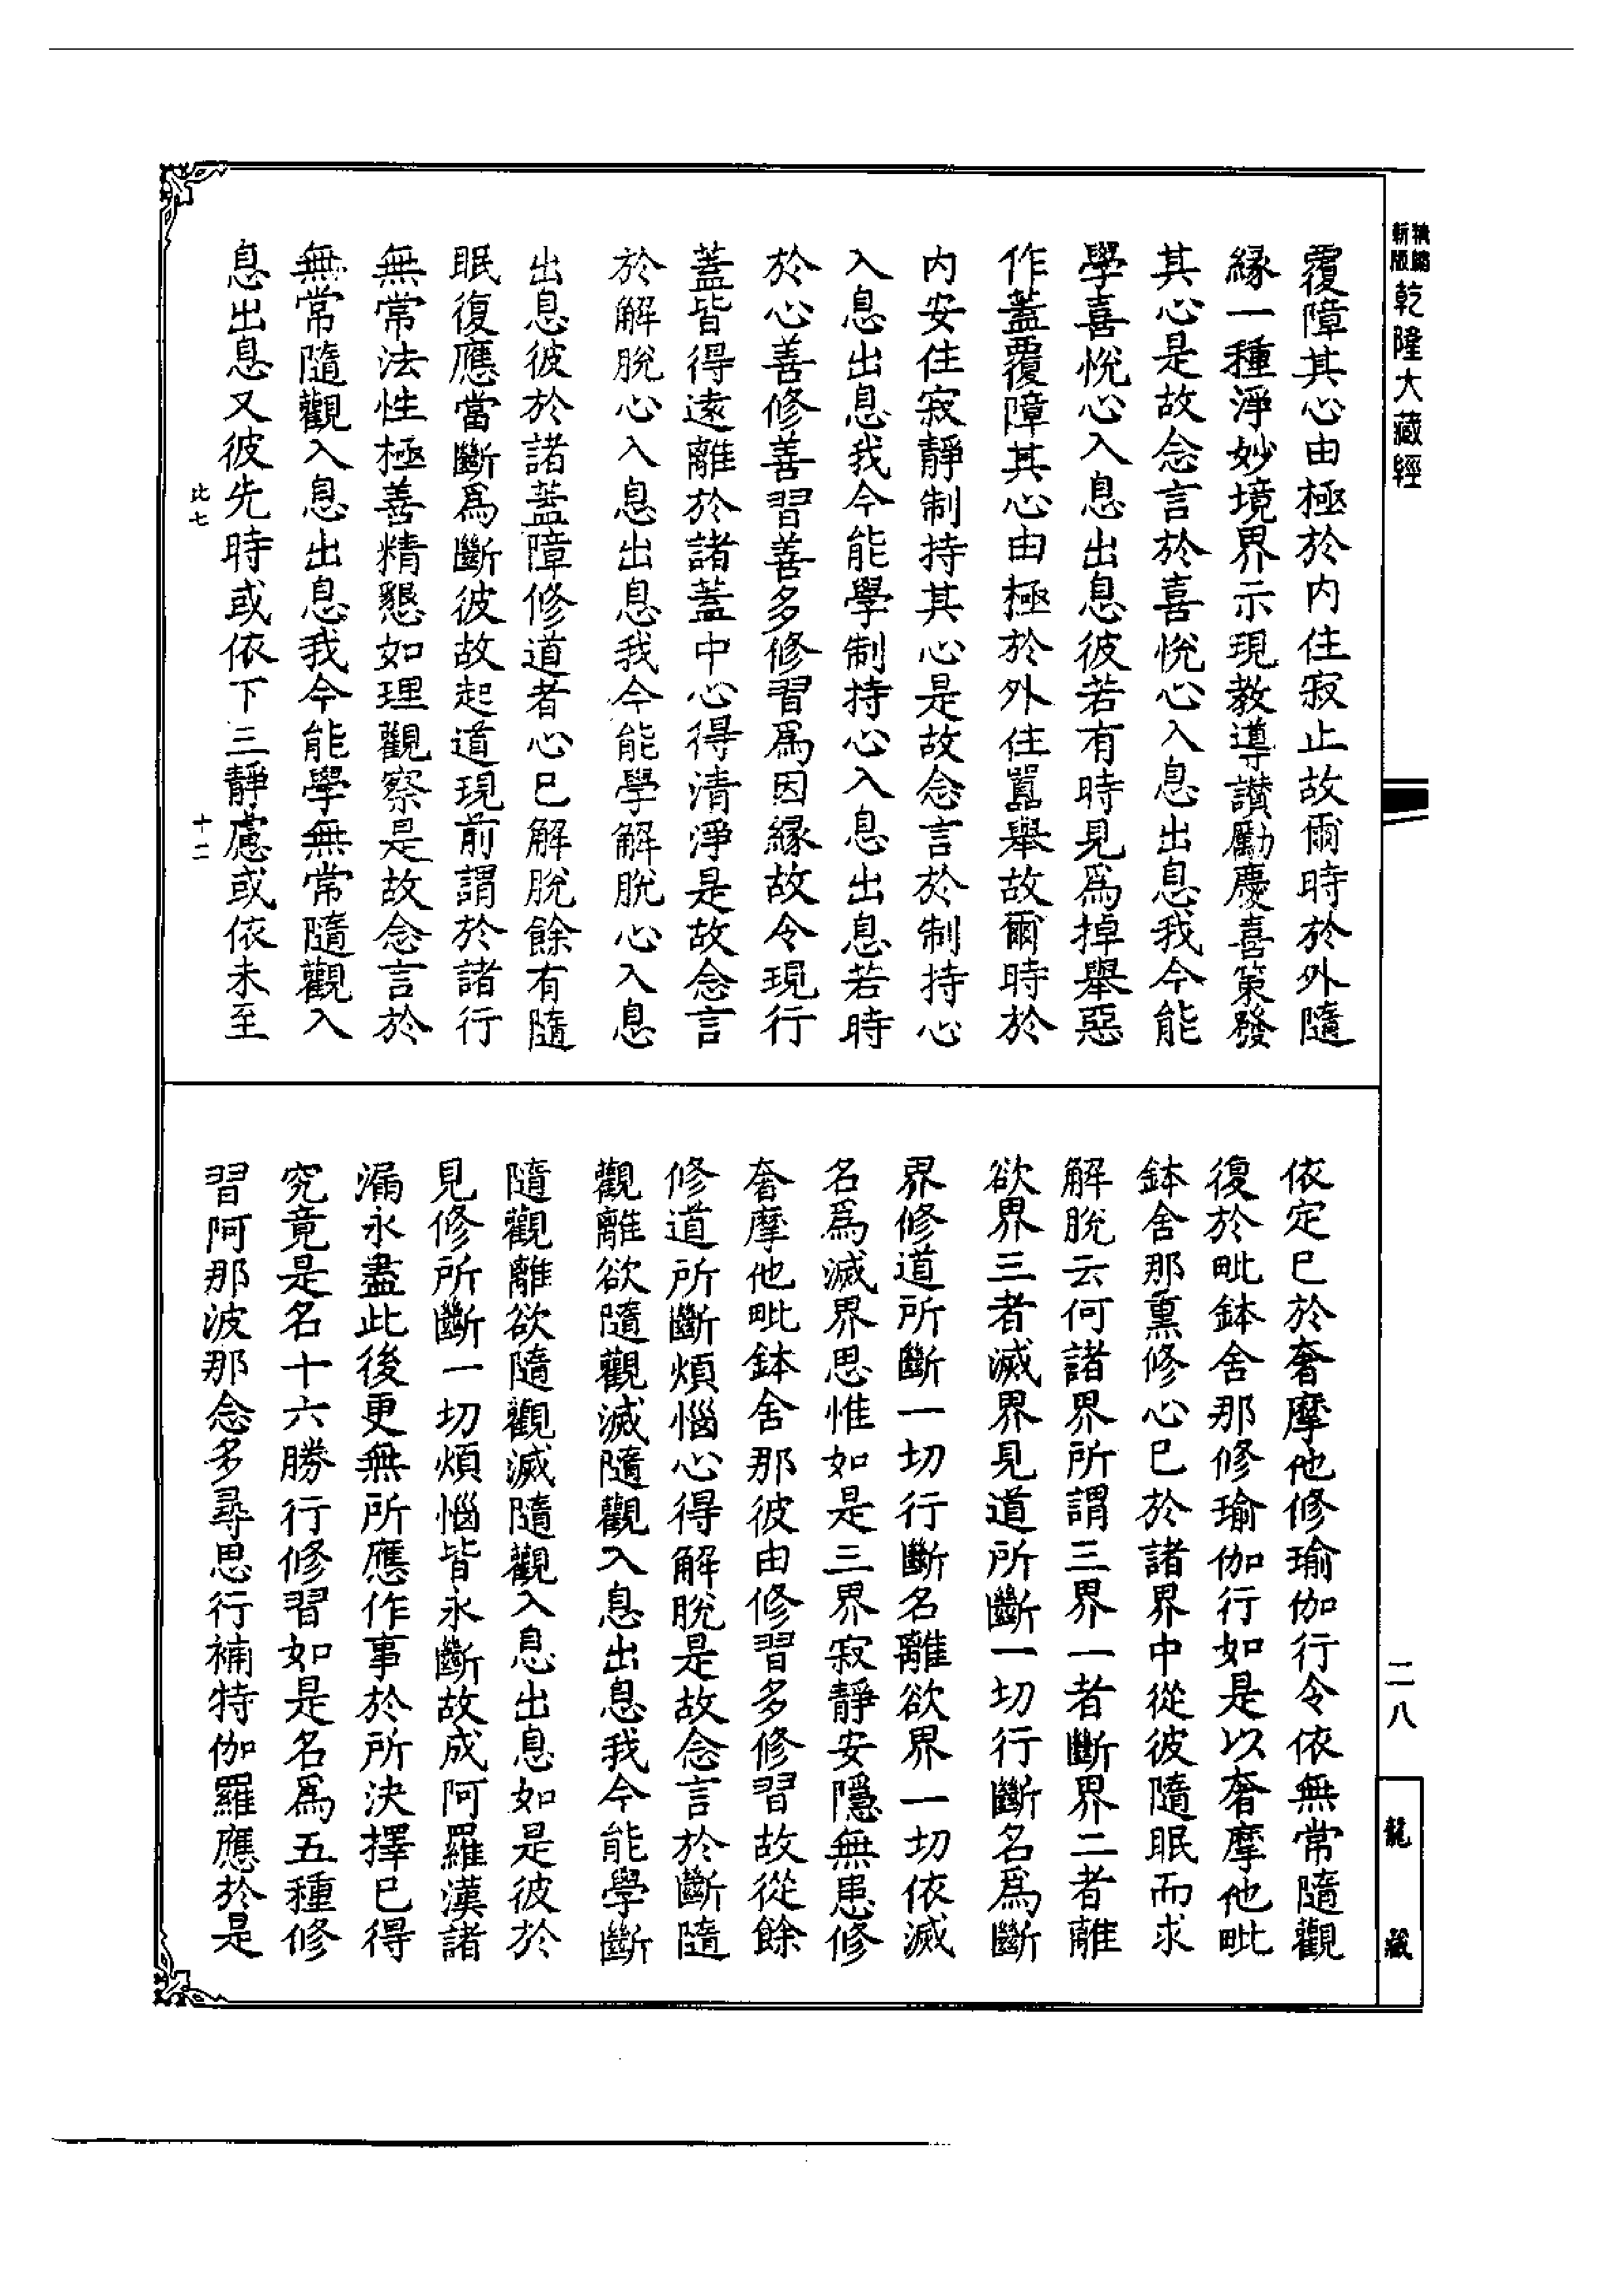 新版
乾隆大藏經
覆障其心由極於内住寂止故爾時於外隨
緣一種淨妙境界示現教導讃勵慶喜策發
其心是故念言於喜悅心入息出息我今能
學喜悅心入息出息彼若有時見爲掉舉惡
作蓋覆障其心由極於外住囂舉故爾時於
内安住寂靜制持其心是故念言於制持心
入息出息我今能學制持心入息出息若時
於心善修善習善多修習爲因緣故令現行
蓋皆得遠離於諸蓋中心得清淨是故念言
於解脫心入息出息我今能學解脫心入息
出息彼於諸蓋障修道者心巳解脫餘有隨
眠復應當斷爲斷彼故起道現前謂於諸行
無常法性極善精懇如理觀察是故念言於
無常隨觀入息出息我今能學無常隨觀入
息出息又彼先時或依下三靜慮或依未至
比七
十二
依定巳於奢摩他修瑜伽行令依無常隨觀
復於毗鉢舍那修瑜伽行如是以奢摩他毗
鉢舍那熏修心巳於諸界中從彼隨眠而求
解脫云何諸界所謂三界一者斷界二者離
欲界三者滅界見道所斷一切行斷名爲斷
界修道所斷一切行斷名離欲界一切依滅
名爲滅界思惟如是三界寂靜安隱無患修
奢摩他毗鉢舍那彼由修習多修習故從餘
修道所斷煩惱心得解脫是故念言於斷隨
觀離欲隨觀滅隨觀入息出息我今能學斷
隨觀離欲隨觀滅隨觀入息出息如是彼於
見修所斷一切煩惱皆永斷故成阿羅漢諸
漏永盡此後更無所應作事於所決擇巳得
究竟是名十六勝行修習如是名爲五種修
習阿那波那念多尋思行補特伽羅應於是
二八
龍藏